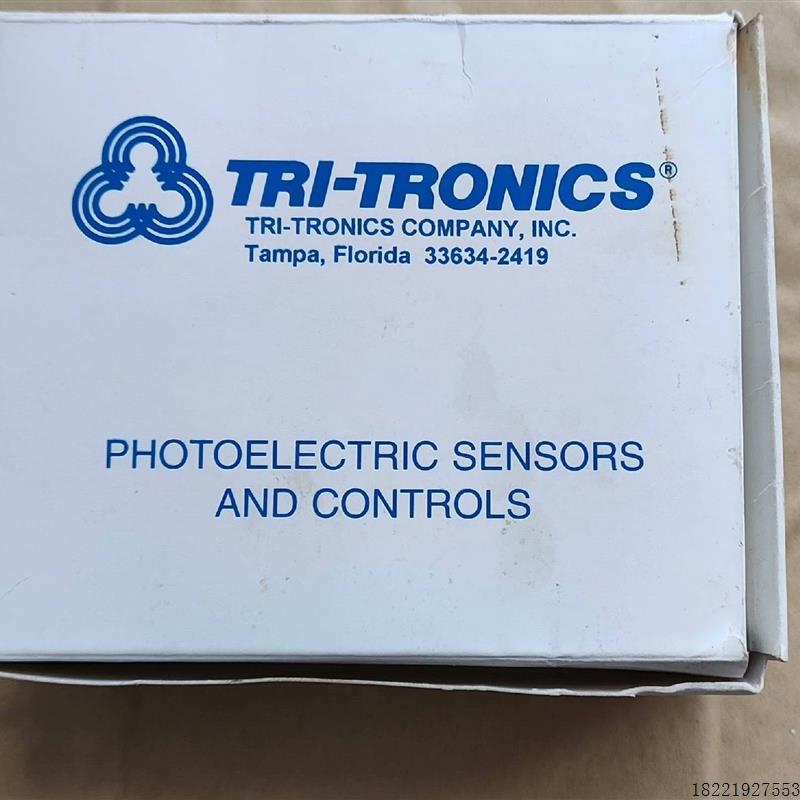 TRI-TRONICS®
TRI-TRONICS COMPANY, INC.
Tampa, Florida 33634-2419
PHOTOELECTRIC SENSORS
AND CONTROLS
18221927553